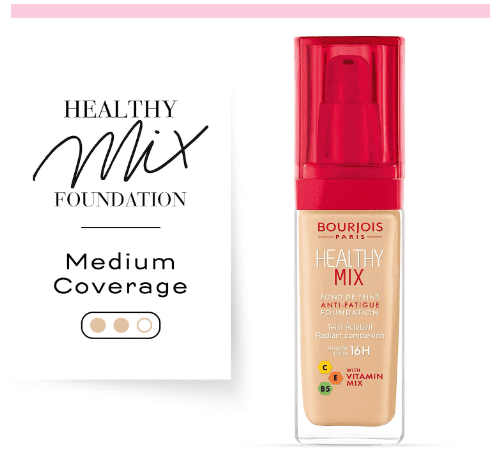 HEALTHY
Mix
FOUNDATION
Medium
Coverage
BOURJOIS
PARIS
HEALTHY
MIX
FOND DE TEINT
ANTI-FATIGUE
FOUNDATION
Teint éclatant
Radiant complexion
16H
C
E
B5
WITH
VITAMIN
MIX